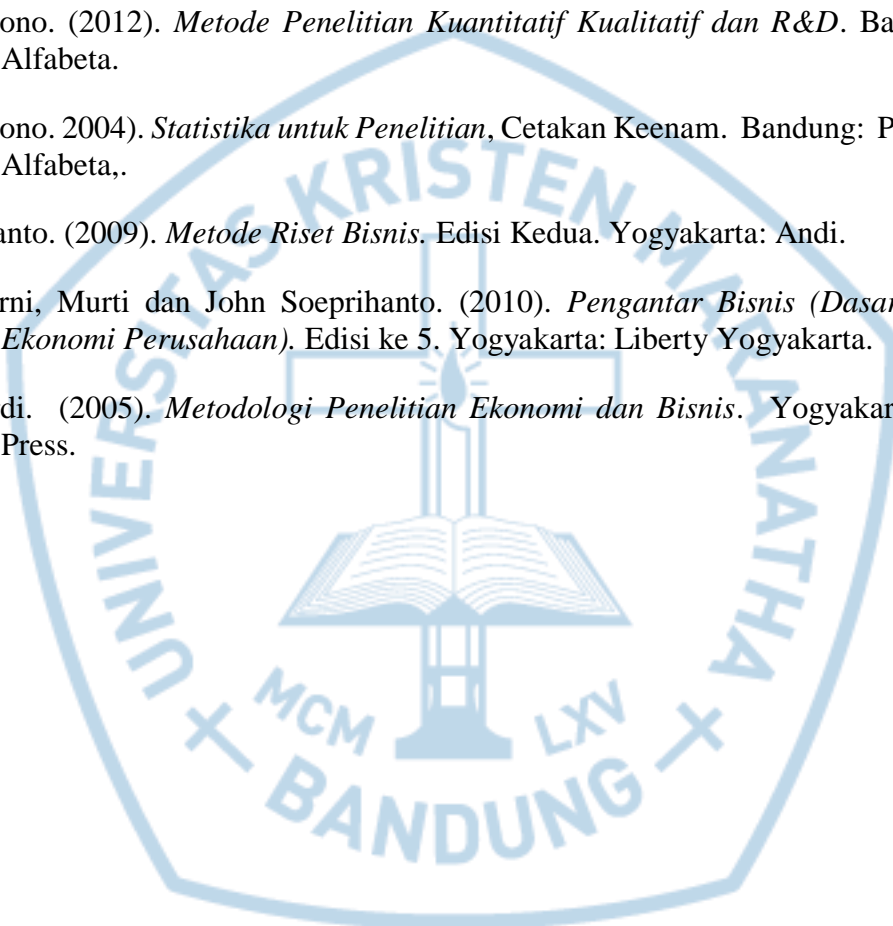 ono. (2012). Metode Penelitian Kuantitatif Kualitatif dan R&D. Ba
Alfabeta.
ono. 2004). Statistika untuk Penelitian, Cetakan Keenam. Bandung: P
Alfabeta,.
anto. (2009). Metode Riset Bisnis. Edisi Kedua. Yogyakarta: Andi.
rni, Murti dan John Soeprihanto. (2010). Pengantar Bisnis (Dasar
Ekonomi Perusahaan). Edisi ke 5. Yogyakarta: Liberty Yogyakarta.
di. (2005). Metodologi Penelitian Ekonomi dan Bisnis. Yogyakar
Press.
UNIVERSITAS KRISTEN MARANATHA
MCM LXV
BANDUNG